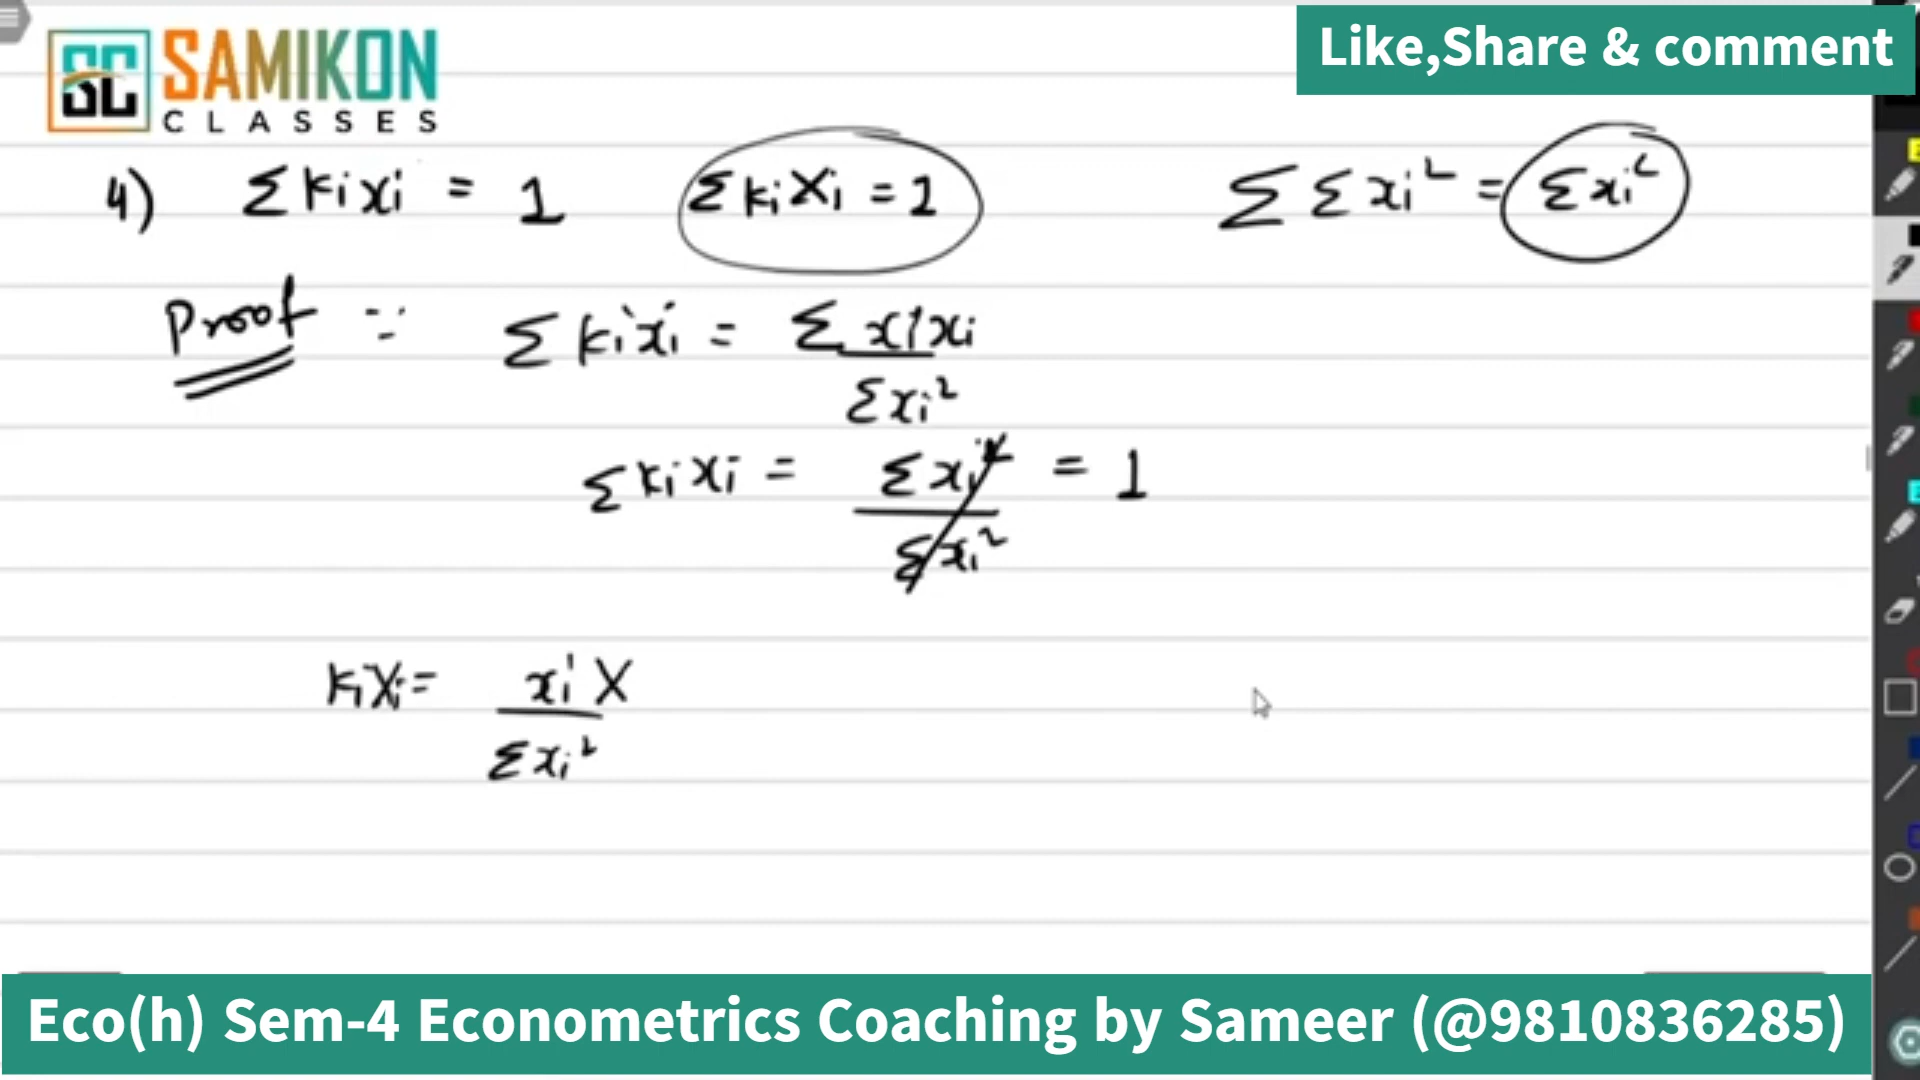 SC SAMIKON
CLASSES
Like,Share & comment
4) Σkixi = 1 ΣkiXi = 1 ΣΣxi² = Σxi²
Proof :- Σkixi = Σxixi / Σxi²
Σkixi = Σxi² / Σxi² = 1
kiXi = xiX / Σxi²
Eco(h) Sem-4 Econometrics Coaching by Sameer (@9810836285)